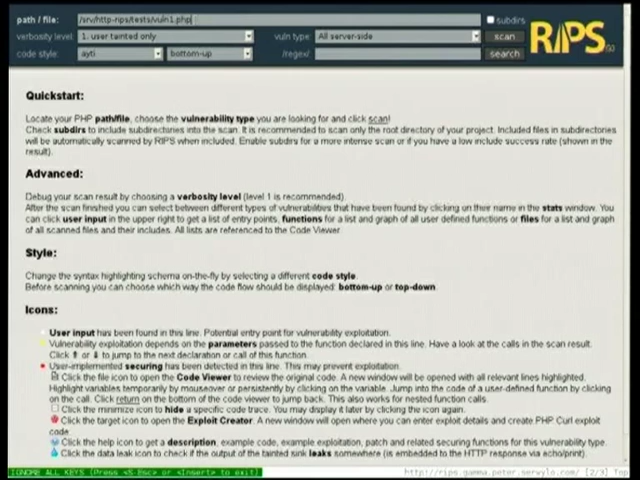 path / file: /srv/http-rips/tests/vuln1.php subdirs
verbosity level: 1. user tainted only vuln type: All server-side scan
code style: ayti bottom-up /regex/: search
RIPS
Quickstart:
Locate your PHP path/file, choose the vulnerability type you are looking for and click scan!
Check subdirs to include subdirectories into the scan. It is recommended to scan only the root directory of your project. Included files in subdirectories
will be automatically scanned by RIPS when included. Enable subdirs for a more intense scan or if you have a low include success rate (shown in the
result).
Advanced:
Debug your scan result by choosing a verbosity level (level 1 is recommended).
After the scan finished you can select between different types of vulnerabilities that have been found by clicking on their name in the stats window. You
can click user input in the upper right to get a list of entry points, functions for a list and graph of all user defined functions or files for a list and graph
of all scanned files and their includes. All lists are referenced to the Code Viewer.
Style:
Change the syntax highlighting schema on-the-fly by selecting a different code style.
Before scanning you can choose which way the code flow should be displayed: bottom-up or top-down.
Icons:
User input has been found in this line. Potential entry point for vulnerability exploitation.
Vulnerability exploitation depends on the parameters passed to the function declared in this line. Have a look at the calls in the scan result.
Click ⇑ or ⇓ to jump to the next declaration or call of this function.
User-implemented securing has been detected in this line. This may prevent exploitation.
Click the file icon to open the Code Viewer to review the original code. A new window will be opened with all relevant lines highlighted.
Highlight variables temporarily by mouseover or persistently by clicking on the variable. Jump into the code of a user-defined function by clicking
on the call. Click return on the bottom of the code viewer to jump back. This also works for nested function calls.
Click the minimize icon to hide a specific code trace. You may display it later by clicking the icon again.
Click the target icon to open the Exploit Creator. A new window will open where you can enter exploit details and create PHP Curl exploit
code.
Click the help icon to get a description, example code, example exploitation, patch and related securing functions for this vulnerability type.
Click the data leak icon to check if the output of the tainted sink leaks somewhere (is embedded to the HTTP response via echo/print).
IGNORE ALL KEYS (Press <S-Esc> or <Insert> to exit) http://rips.gamma.peter.serwylo.com/ [2/3] Top